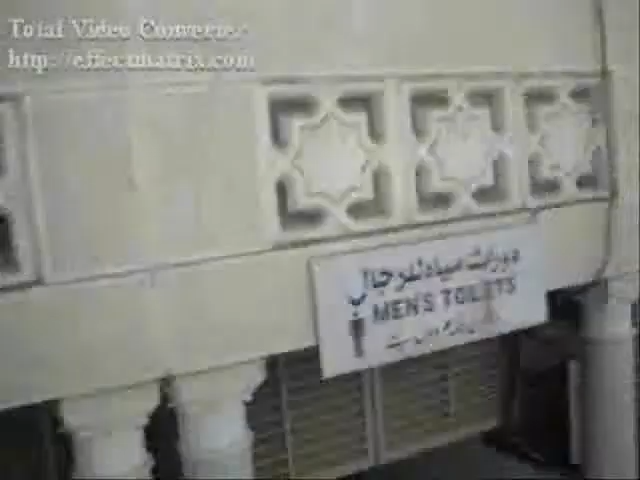 Total Video Converter
http://effectmatrix.com
دورات مياه للرجال
MEN'S TOILETS